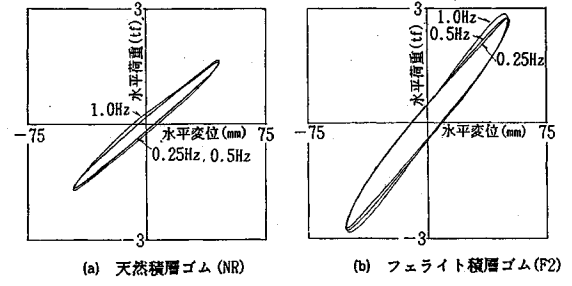 3
水平荷重(tf)
1.0Hz
-75
水平変位(mm)
75
0.25Hz, 0.5Hz
-3
(a) 天然積層ゴム(NR)
3
水平荷重(tf)
1.0Hz
0.5Hz
0.25Hz
-75
水平変位(mm)
75
-3
(b) フェライト積層ゴム(F2)